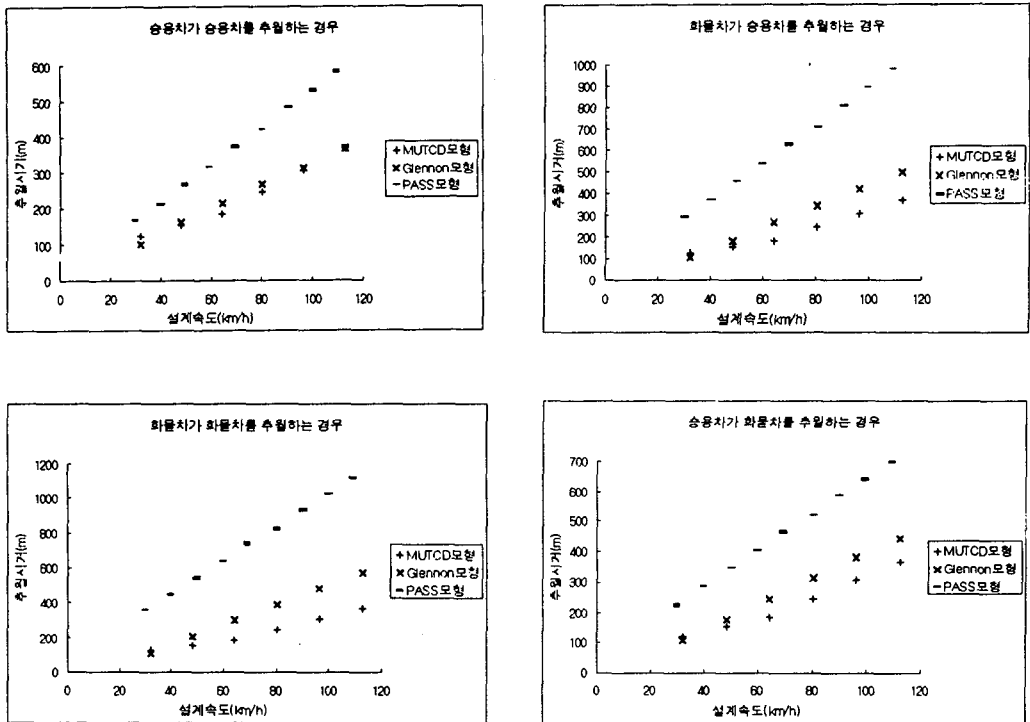 승용차가 승용차를 추월하는 경우
600
500
400
300
200
100
0
추월시거(m)
0 20 40 60 80 100 120
설계속도(km/h)
+ MUTCD모형
× Glennon모형
- PASS모형
화물차가 승용차를 추월하는 경우
1000
900
800
700
600
500
400
300
200
100
0
추월시거(m)
0 20 40 60 80 100 120
설계속도(km/h)
+ MUTCD모형
× Glennon모형
- PASS모형
화물차가 화물차를 추월하는 경우
1200
1000
800
600
400
200
0
추월시거(m)
0 20 40 60 80 100 120
설계속도(km/h)
+ MUTCD모형
× Glennon모형
- PASS모형
승용차가 화물차를 추월하는 경우
700
600
500
400
300
200
100
0
추월시거(m)
0 20 40 60 80 100 120
설계속도(km/h)
+ MUTCD모형
× Glennon모형
- PASS모형